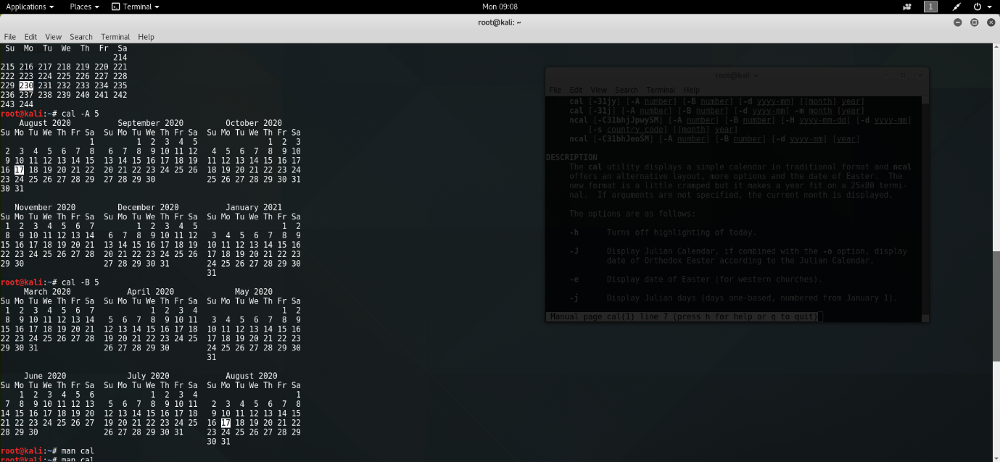 Applications Places Terminal Mon 09:08 1
root@kali: ~
File Edit View Search Terminal Help
Su Mo Tu We Th Fr Sa
214
215 216 217 218 219 220 221
222 223 224 225 226 227 228
229 230 231 232 233 234 235
236 237 238 239 240 241 242
243 244
root@kali:~# cal -A 5
August 2020 September 2020 October 2020
Su Mo Tu We Th Fr Sa Su Mo Tu We Th Fr Sa Su Mo Tu We Th Fr Sa
1 1 2 3 4 5 1 2 3
2 3 4 5 6 7 8 6 7 8 9 10 11 12 4 5 6 7 8 9 10
9 10 11 12 13 14 15 13 14 15 16 17 18 19 11 12 13 14 15 16 17
16 17 18 19 20 21 22 20 21 22 23 24 25 26 18 19 20 21 22 23 24
23 24 25 26 27 28 29 27 28 29 30 25 26 27 28 29 30 31
30 31
November 2020 December 2020 January 2021
Su Mo Tu We Th Fr Sa Su Mo Tu We Th Fr Sa Su Mo Tu We Th Fr Sa
1 2 3 4 5 6 7 1 2 3 4 5 1 2
8 9 10 11 12 13 14 6 7 8 9 10 11 12 3 4 5 6 7 8 9
15 16 17 18 19 20 21 13 14 15 16 17 18 19 10 11 12 13 14 15 16
22 23 24 25 26 27 28 20 21 22 23 24 25 26 17 18 19 20 21 22 23
29 30 27 28 29 30 31 24 25 26 27 28 29 30
31
root@kali:~# cal -B 5
March 2020 April 2020 May 2020
Su Mo Tu We Th Fr Sa Su Mo Tu We Th Fr Sa Su Mo Tu We Th Fr Sa
1 2 3 4 5 6 7 1 2 3 4 1 2
8 9 10 11 12 13 14 5 6 7 8 9 10 11 3 4 5 6 7 8 9
15 16 17 18 19 20 21 12 13 14 15 16 17 18 10 11 12 13 14 15 16
22 23 24 25 26 27 28 19 20 21 22 23 24 25 17 18 19 20 21 22 23
29 30 31 26 27 28 29 30 24 25 26 27 28 29 30
31
June 2020 July 2020 August 2020
Su Mo Tu We Th Fr Sa Su Mo Tu We Th Fr Sa Su Mo Tu We Th Fr Sa
1 2 3 4 5 6 1 2 3 4 1
7 8 9 10 11 12 13 5 6 7 8 9 10 11 2 3 4 5 6 7 8
14 15 16 17 18 19 20 12 13 14 15 16 17 18 9 10 11 12 13 14 15
21 22 23 24 25 26 27 19 20 21 22 23 24 25 16 17 18 19 20 21 22
28 29 30 26 27 28 29 30 31 23 24 25 26 27 28 29
30 31
root@kali:~# man cal
root@kali:~# man cal
root@kali: ~
File Edit View Search Terminal Help
cal [-31jy] [-A number] [-B number] [-d yyyy-mm] [[month] year]
cal [-31j] [-A number] [-B number] [-d yyyy-mm] -m month [year]
ncal [-C31bhjJpwySM] [-A number] [-B number] [-H yyyy-mm-dd] [-d yyyy-mm]
[-s country_code] [[month] year]
ncal [-C31bhJeoSM] [-A number] [-B number] [-d yyyy-mm] [year]
DESCRIPTION
The cal utility displays a simple calendar in traditional format and ncal
offers an alternative layout, more options and the date of Easter. The
new format is a little cramped but it makes a year fit on a 25x80 termi-
nal. If arguments are not specified, the current month is displayed.
The options are as follows:
-h Turns off highlighting of today.
-J Display Julian Calendar, if combined with the -o option, display
date of Orthodox Easter according to the Julian Calendar.
-e Display date of Easter (for western churches).
-j Display Julian days (days one-based, numbered from January 1).
Manual page cal(1) line 7 (press h for help or q to quit)